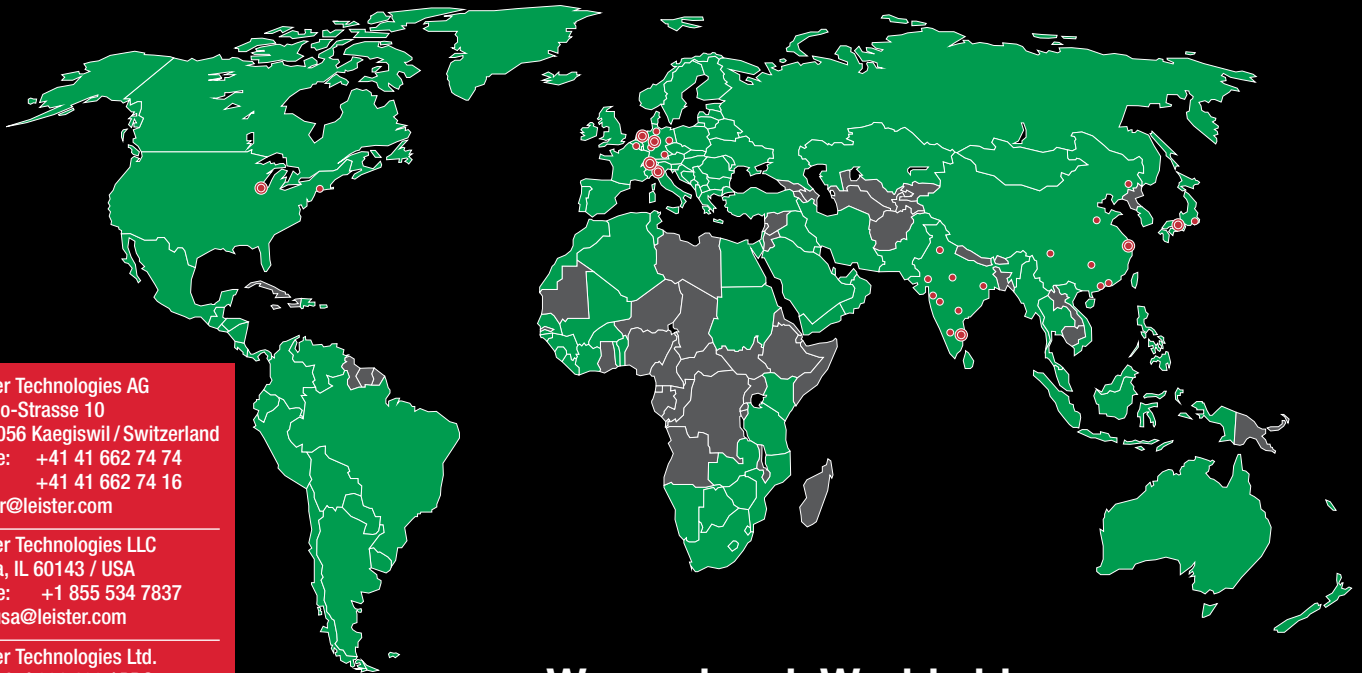 er Technologies AG
o-Strasse 10
056 Kaegiswil / Switzerland
e: +41 41 662 74 74
+41 41 662 74 16
r@leister.com
er Technologies LLC
a, IL 60143 / USA
e: +1 855 534 7837
usa@leister.com
er Technologies Ltd.